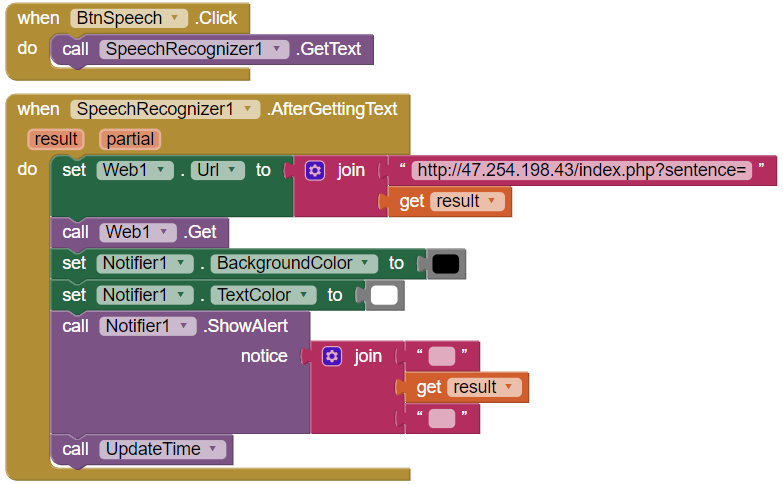 when BtnSpeech .Click
do call SpeechRecognizer1 .GetText
when SpeechRecognizer1 .AfterGettingText
result partial
do set Web1 . Url to join “ http://47.254.198.43/index.php?sentence= ”
get result
call Web1 .Get
set Notifier1 . BackgroundColor to
set Notifier1 . TextColor to
call Notifier1 .ShowAlert
notice join “ ”
get result
“ ”
call UpdateTime